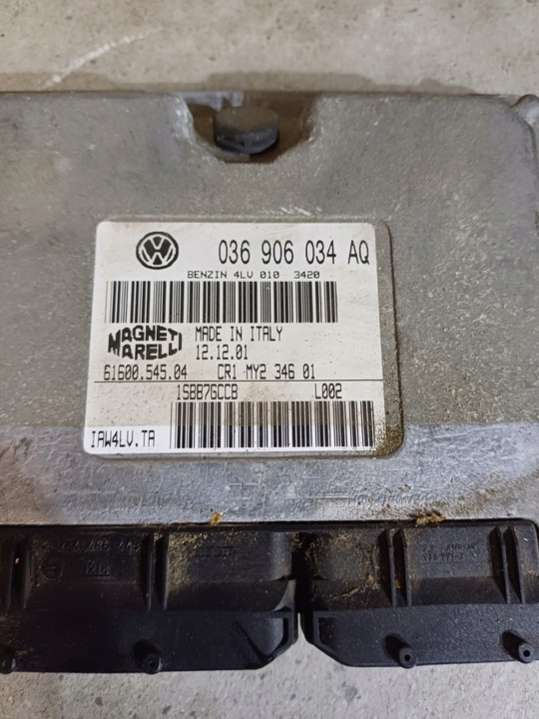 036 906 034 AQ
BENZIN 4LV 010 3420
MAGNETI MARELLI
MADE IN ITALY
12.12.01
61600.545.04 CR1 MY2 346 01
1SBB7GCCB L002
IAW4LV.TA